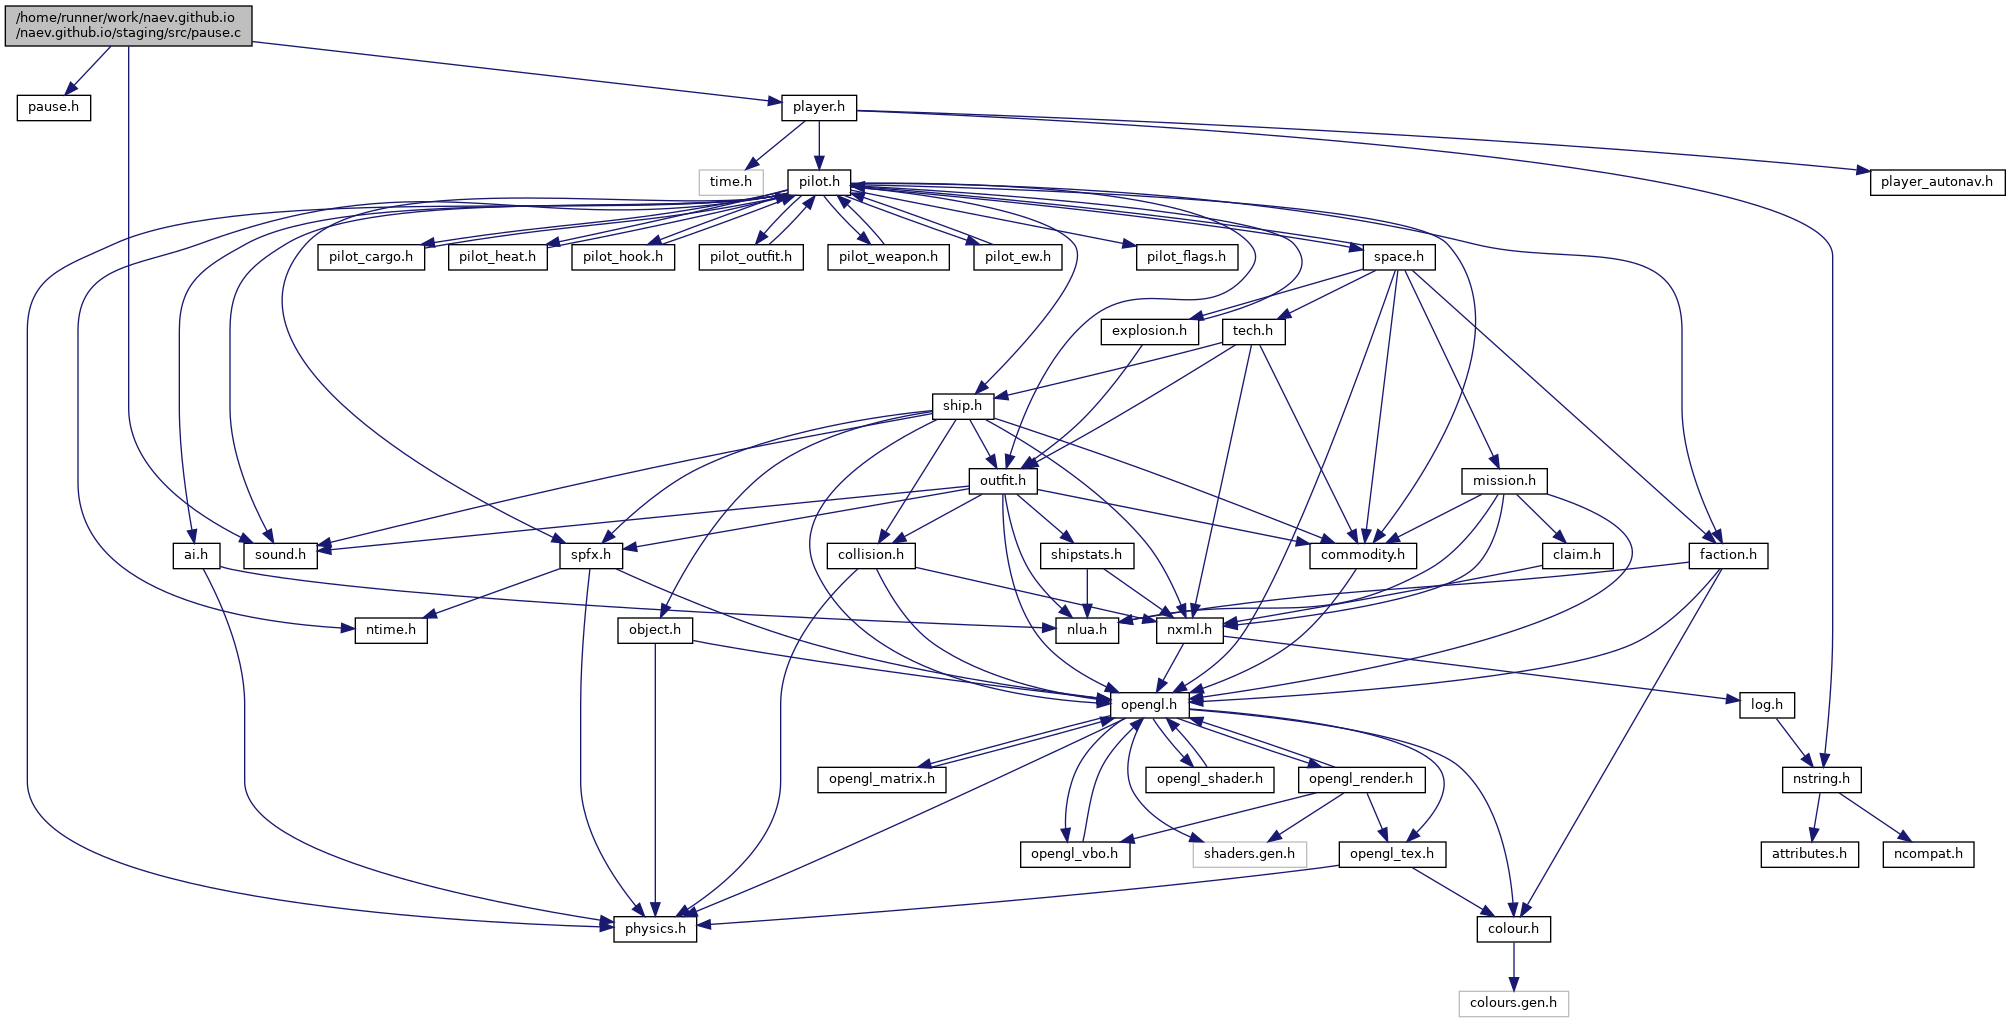 /home/runner/work/naev.github.io
/naev.github.io/staging/src/pause.c
pause.h
player.h
time.h
pilot.h
player_autonav.h
pilot_cargo.h
pilot_heat.h
pilot_hook.h
pilot_outfit.h
pilot_weapon.h
pilot_ew.h
pilot_flags.h
space.h
explosion.h
tech.h
ship.h
outfit.h
mission.h
ai.h
sound.h
spfx.h
collision.h
shipstats.h
commodity.h
claim.h
faction.h
ntime.h
object.h
nlua.h
nxml.h
opengl.h
log.h
opengl_matrix.h
opengl_shader.h
opengl_render.h
nstring.h
opengl_vbo.h
shaders.gen.h
opengl_tex.h
attributes.h
ncompat.h
physics.h
colour.h
colours.gen.h